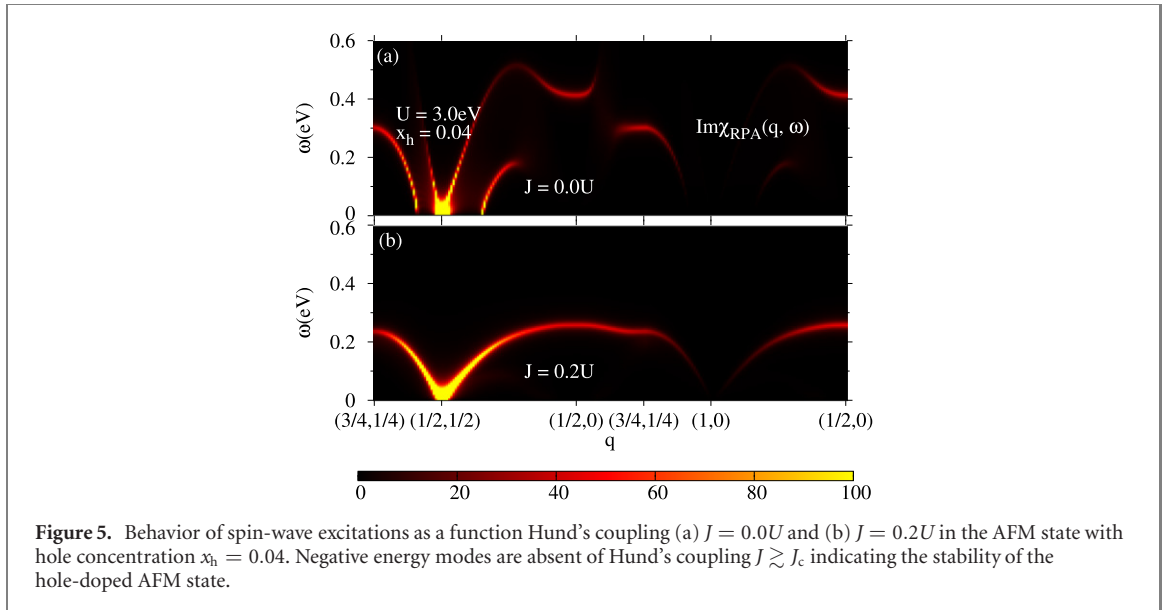 0.6
(a)
ω(eV)
0.4
U = 3.0eV
x_h = 0.04
Imχ_RPA(q, ω)
0.2
J = 0.0U
0
0.6
(b)
ω(eV)
0.4
0.2
J = 0.2U
0
(3/4,1/4) (1/2,1/2) (1/2,0) (3/4,1/4) (1,0) (1/2,0)
q
0 20 40 60 80 100
Figure 5. Behavior of spin-wave excitations as a function Hund's coupling (a) J = 0.0U and (b) J = 0.2U in the AFM state with
hole concentration x_h = 0.04. Negative energy modes are absent of Hund's coupling J ≳ J_c indicating the stability of the
hole-doped AFM state.